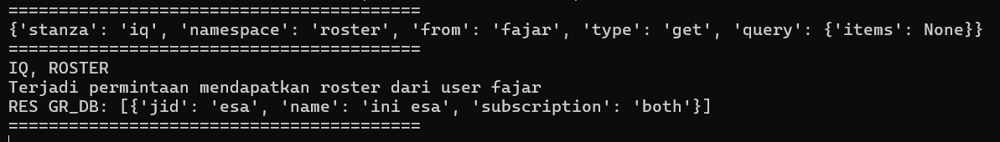 =========================================
{'stanza': 'iq', 'namespace': 'roster', 'from': 'fajar', 'type': 'get', 'query': {'items': None}}
=========================================
IQ, ROSTER
Terjadi permintaan mendapatkan roster dari user fajar
RES GR_DB: [{'jid': 'esa', 'name': 'ini esa', 'subscription': 'both'}]
=========================================